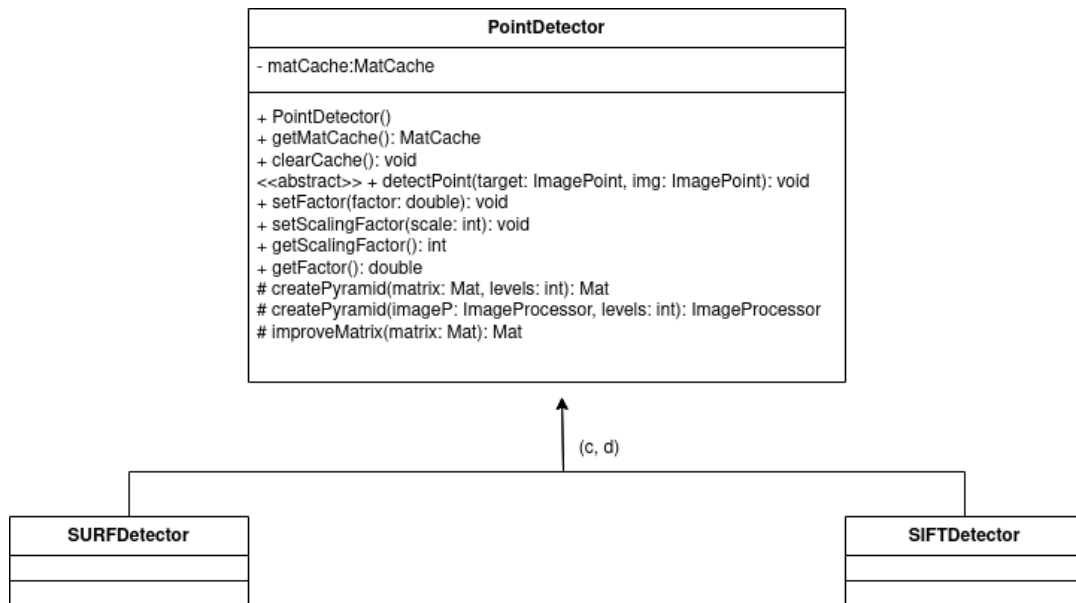 PointDetector
- matCache:MatCache
+ PointDetector()
+ getMatCache(): MatCache
+ clearCache(): void
<<abstract>> + detectPoint(target: ImagePoint, img: ImagePoint): void
+ setFactor(factor: double): void
+ setScalingFactor(scale: int): void
+ getScalingFactor(): int
+ getFactor(): double
# createPyramid(matrix: Mat, levels: int): Mat
# createPyramid(imageP: ImageProcessor, levels: int): ImageProcessor
# improveMatrix(matrix: Mat): Mat
(c, d)
SURFDetector
SIFTDetector